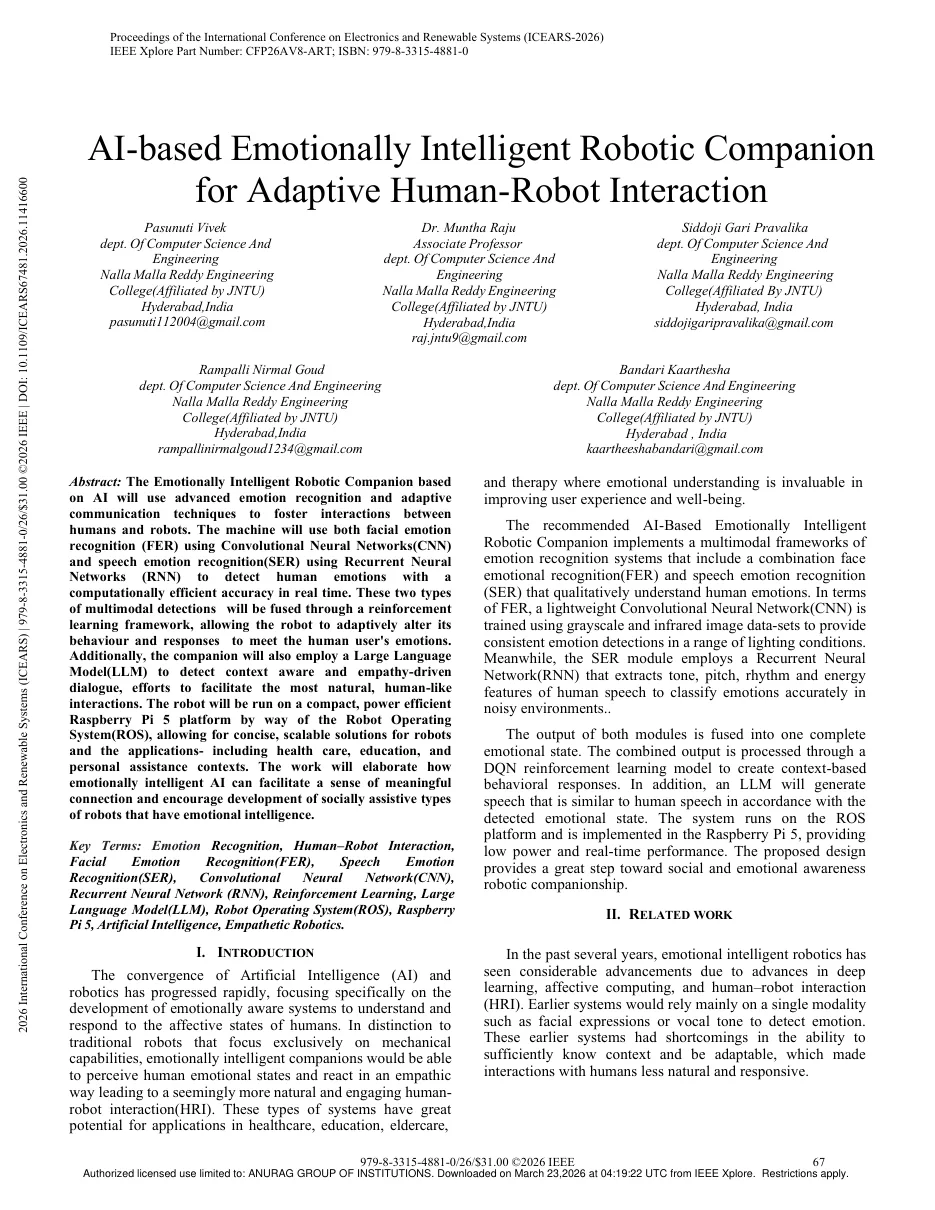 Proceedings of the International Conference on Electronics and Renewable Systems (ICEARS-2026)
IEEE Xplore Part Number: CFP26AV8-ART; ISBN: 979-8-3315-4881-0
2026 International Conference on Electronics and Renewable Systems (ICEARS) | 979-8-3315-4881-0/26/$31.00 ©2026 IEEE | DOI: 10.1109/ICEARS67481.2026.11416600
AI-based Emotionally Intelligent Robotic Companion
for Adaptive Human-Robot Interaction
Pasunuti Vivek
dept. Of Computer Science And
Engineering
Nalla Malla Reddy Engineering
College(Affiliated by JNTU)
Hyderabad,India
pasunuti112004@gmail.com
Dr. Muntha Raju
Associate Professor
dept. Of Computer Science And
Engineering
Nalla Malla Reddy Engineering
College(Affiliated by JNTU)
Hyderabad,India
raj.jntu9@gmail.com
Siddoji Gari Pravalika
dept. Of Computer Science And
Engineering
Nalla Malla Reddy Engineering
College(Affiliated By JNTU)
Hyderabad, India
siddojigaripravalika@gmail.com
Rampalli Nirmal Goud
dept. Of Computer Science And Engineering
Nalla Malla Reddy Engineering
College(Affiliated by JNTU)
Hyderabad,India
rampallinirmalgoud1234@gmail.com
Bandari Kaarthesha
dept. Of Computer Science And Engineering
Nalla Malla Reddy Engineering
College(Affiliated by JNTU)
Hyderabad , India
kaartheeshabandari@gmail.com
Abstract: The Emotionally Intelligent Robotic Companion based
on AI will use advanced emotion recognition and adaptive
communication techniques to foster interactions between
humans and robots. The machine will use both facial emotion
recognition (FER) using Convolutional Neural Networks(CNN)
and speech emotion recognition(SER) using Recurrent Neural
Networks (RNN) to detect human emotions with a
computationally efficient accuracy in real time. These two types
of multimodal detections will be fused through a reinforcement
learning framework, allowing the robot to adaptively alter its
behaviour and responses to meet the human user's emotions.
Additionally, the companion will also employ a Large Language
Model(LLM) to detect context aware and empathy-driven
dialogue, efforts to facilitate the most natural, human-like
interactions. The robot will be run on a compact, power efficient
Raspberry Pi 5 platform by way of the Robot Operating
System(ROS), allowing for concise, scalable solutions for robots
and the applications- including health care, education, and
personal assistance contexts. The work will elaborate how
emotionally intelligent AI can facilitate a sense of meaningful
connection and encourage development of socially assistive types
of robots that have emotional intelligence.
Key Terms: Emotion Recognition, Human–Robot Interaction,
Facial Emotion Recognition(FER), Speech Emotion
Recognition(SER), Convolutional Neural Network(CNN),
Recurrent Neural Network (RNN), Reinforcement Learning, Large
Language Model(LLM), Robot Operating System(ROS), Raspberry
Pi 5, Artificial Intelligence, Empathetic Robotics.
I. INTRODUCTION
The convergence of Artificial Intelligence (AI) and
robotics has progressed rapidly, focusing specifically on the
development of emotionally aware systems to understand and
respond to the affective states of humans. In distinction to
traditional robots that focus exclusively on mechanical
capabilities, emotionally intelligent companions would be able
to perceive human emotional states and react in an empathic
way leading to a seemingly more natural and engaging human-
robot interaction(HRI). These types of systems have great
potential for applications in healthcare, education, eldercare,
and therapy where emotional understanding is invaluable in
improving user experience and well-being.
The recommended AI-Based Emotionally Intelligent
Robotic Companion implements a multimodal frameworks of
emotion recognition systems that include a combination face
emotional recognition(FER) and speech emotion recognition
(SER) that qualitatively understand human emotions. In terms
of FER, a lightweight Convolutional Neural Network(CNN) is
trained using grayscale and infrared image data-sets to provide
consistent emotion detections in a range of lighting conditions.
Meanwhile, the SER module employs a Recurrent Neural
Network(RNN) that extracts tone, pitch, rhythm and energy
features of human speech to classify emotions accurately in
noisy environments..
The output of both modules is fused into one complete
emotional state. The combined output is processed through a
DQN reinforcement learning model to create context-based
behavioral responses. In addition, an LLM will generate
speech that is similar to human speech in accordance with the
detected emotional state. The system runs on the ROS
platform and is implemented in the Raspberry Pi 5, providing
low power and real-time performance. The proposed design
provides a great step toward social and emotional awareness
robotic companionship.
II. RELATED WORK
In the past several years, emotional intelligent robotics has
seen considerable advancements due to advances in deep
learning, affective computing, and human–robot interaction
(HRI). Earlier systems would rely mainly on a single modality
such as facial expressions or vocal tone to detect emotion.
These earlier systems had shortcomings in the ability to
sufficiently know context and be adaptable, which made
interactions with humans less natural and responsive.
979-8-3315-4881-0/26/$31.00 ©2026 IEEE
67
Authorized licensed use limited to: ANURAG GROUP OF INSTITUTIONS. Downloaded on March 23,2026 at 04:19:22 UTC from IEEE Xplore. Restrictions apply.